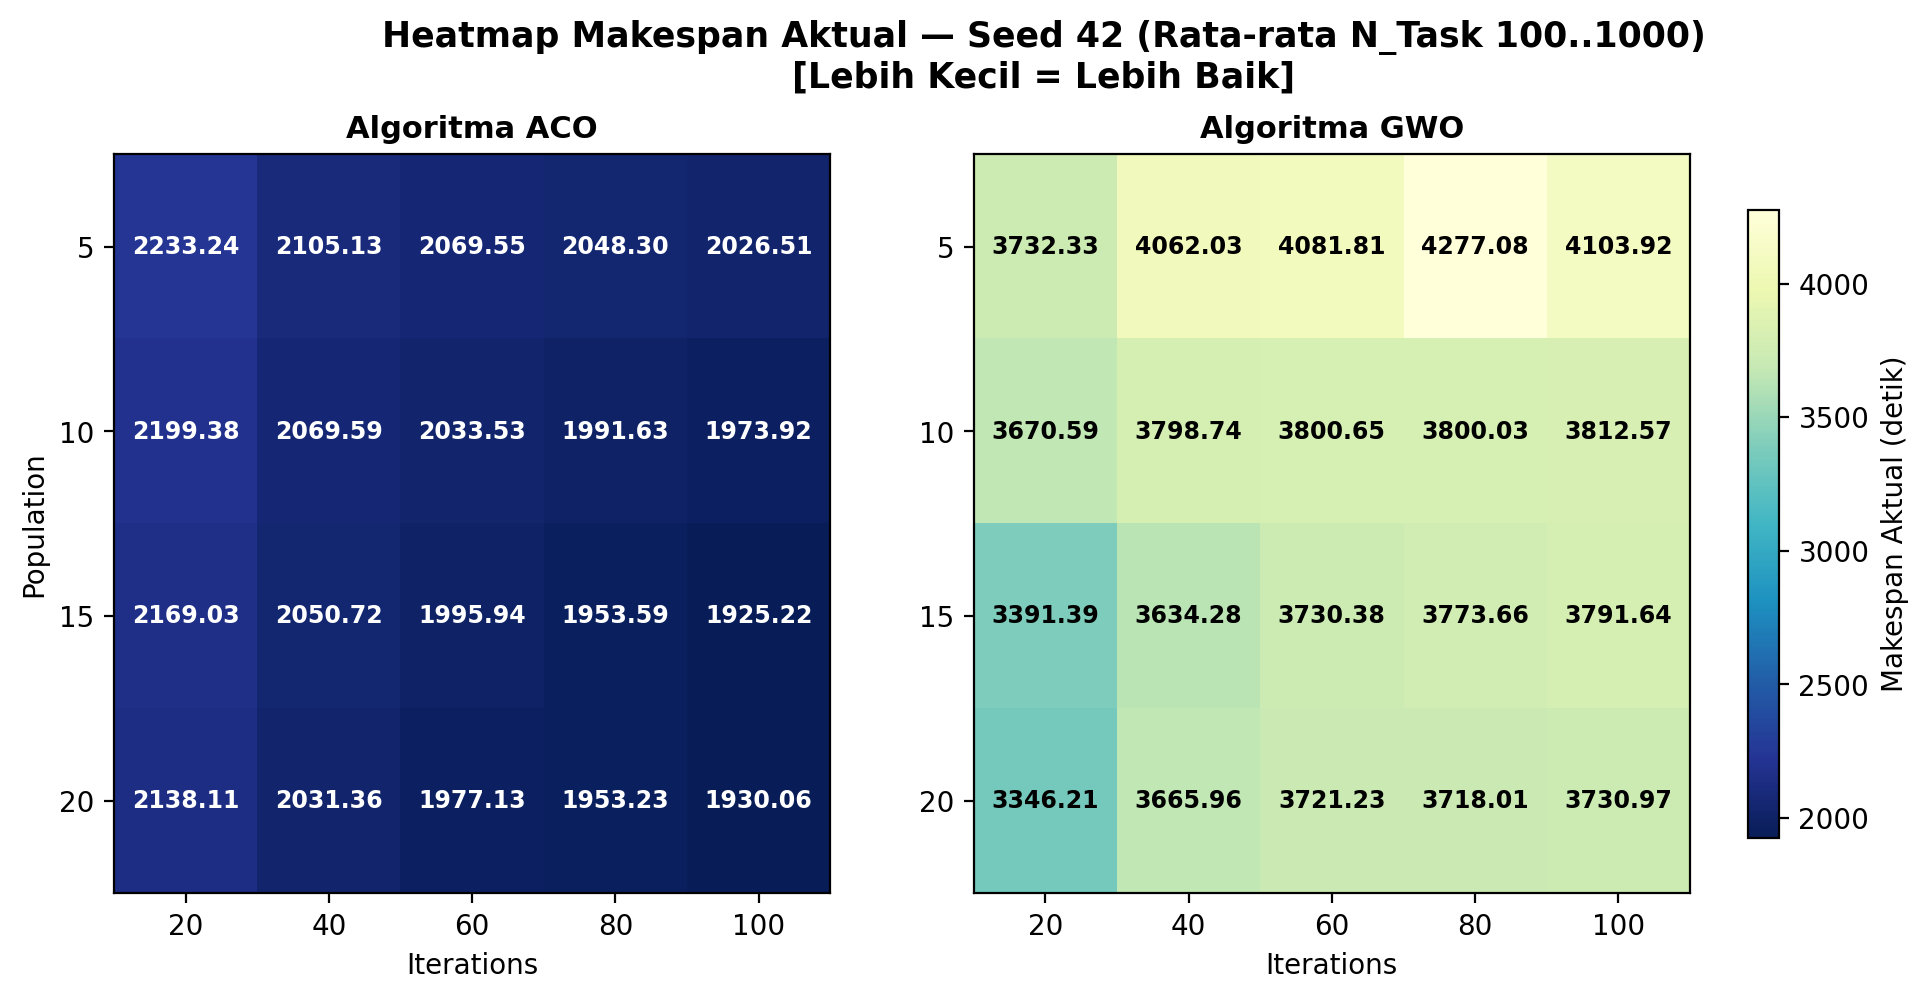 Heatmap Makespan Aktual — Seed 42 (Rata-rata N_Task 100..1000)
[Lebih Kecil = Lebih Baik]
Algoritma ACO
Population
5
2233.24 2105.13 2069.55 2048.30 2026.51
10
2199.38 2069.59 2033.53 1991.63 1973.92
15
2169.03 2050.72 1995.94 1953.59 1925.22
20
2138.11 2031.36 1977.13 1953.23 1930.06
20 40 60 80 100
Iterations
Algoritma GWO
5
3732.33 4062.03 4081.81 4277.08 4103.92
10
3670.59 3798.74 3800.65 3800.03 3812.57
15
3391.39 3634.28 3730.38 3773.66 3791.64
20
3346.21 3665.96 3721.23 3718.01 3730.97
20 40 60 80 100
Iterations
4000
3500
3000
2500
2000
Makespan Aktual (detik)